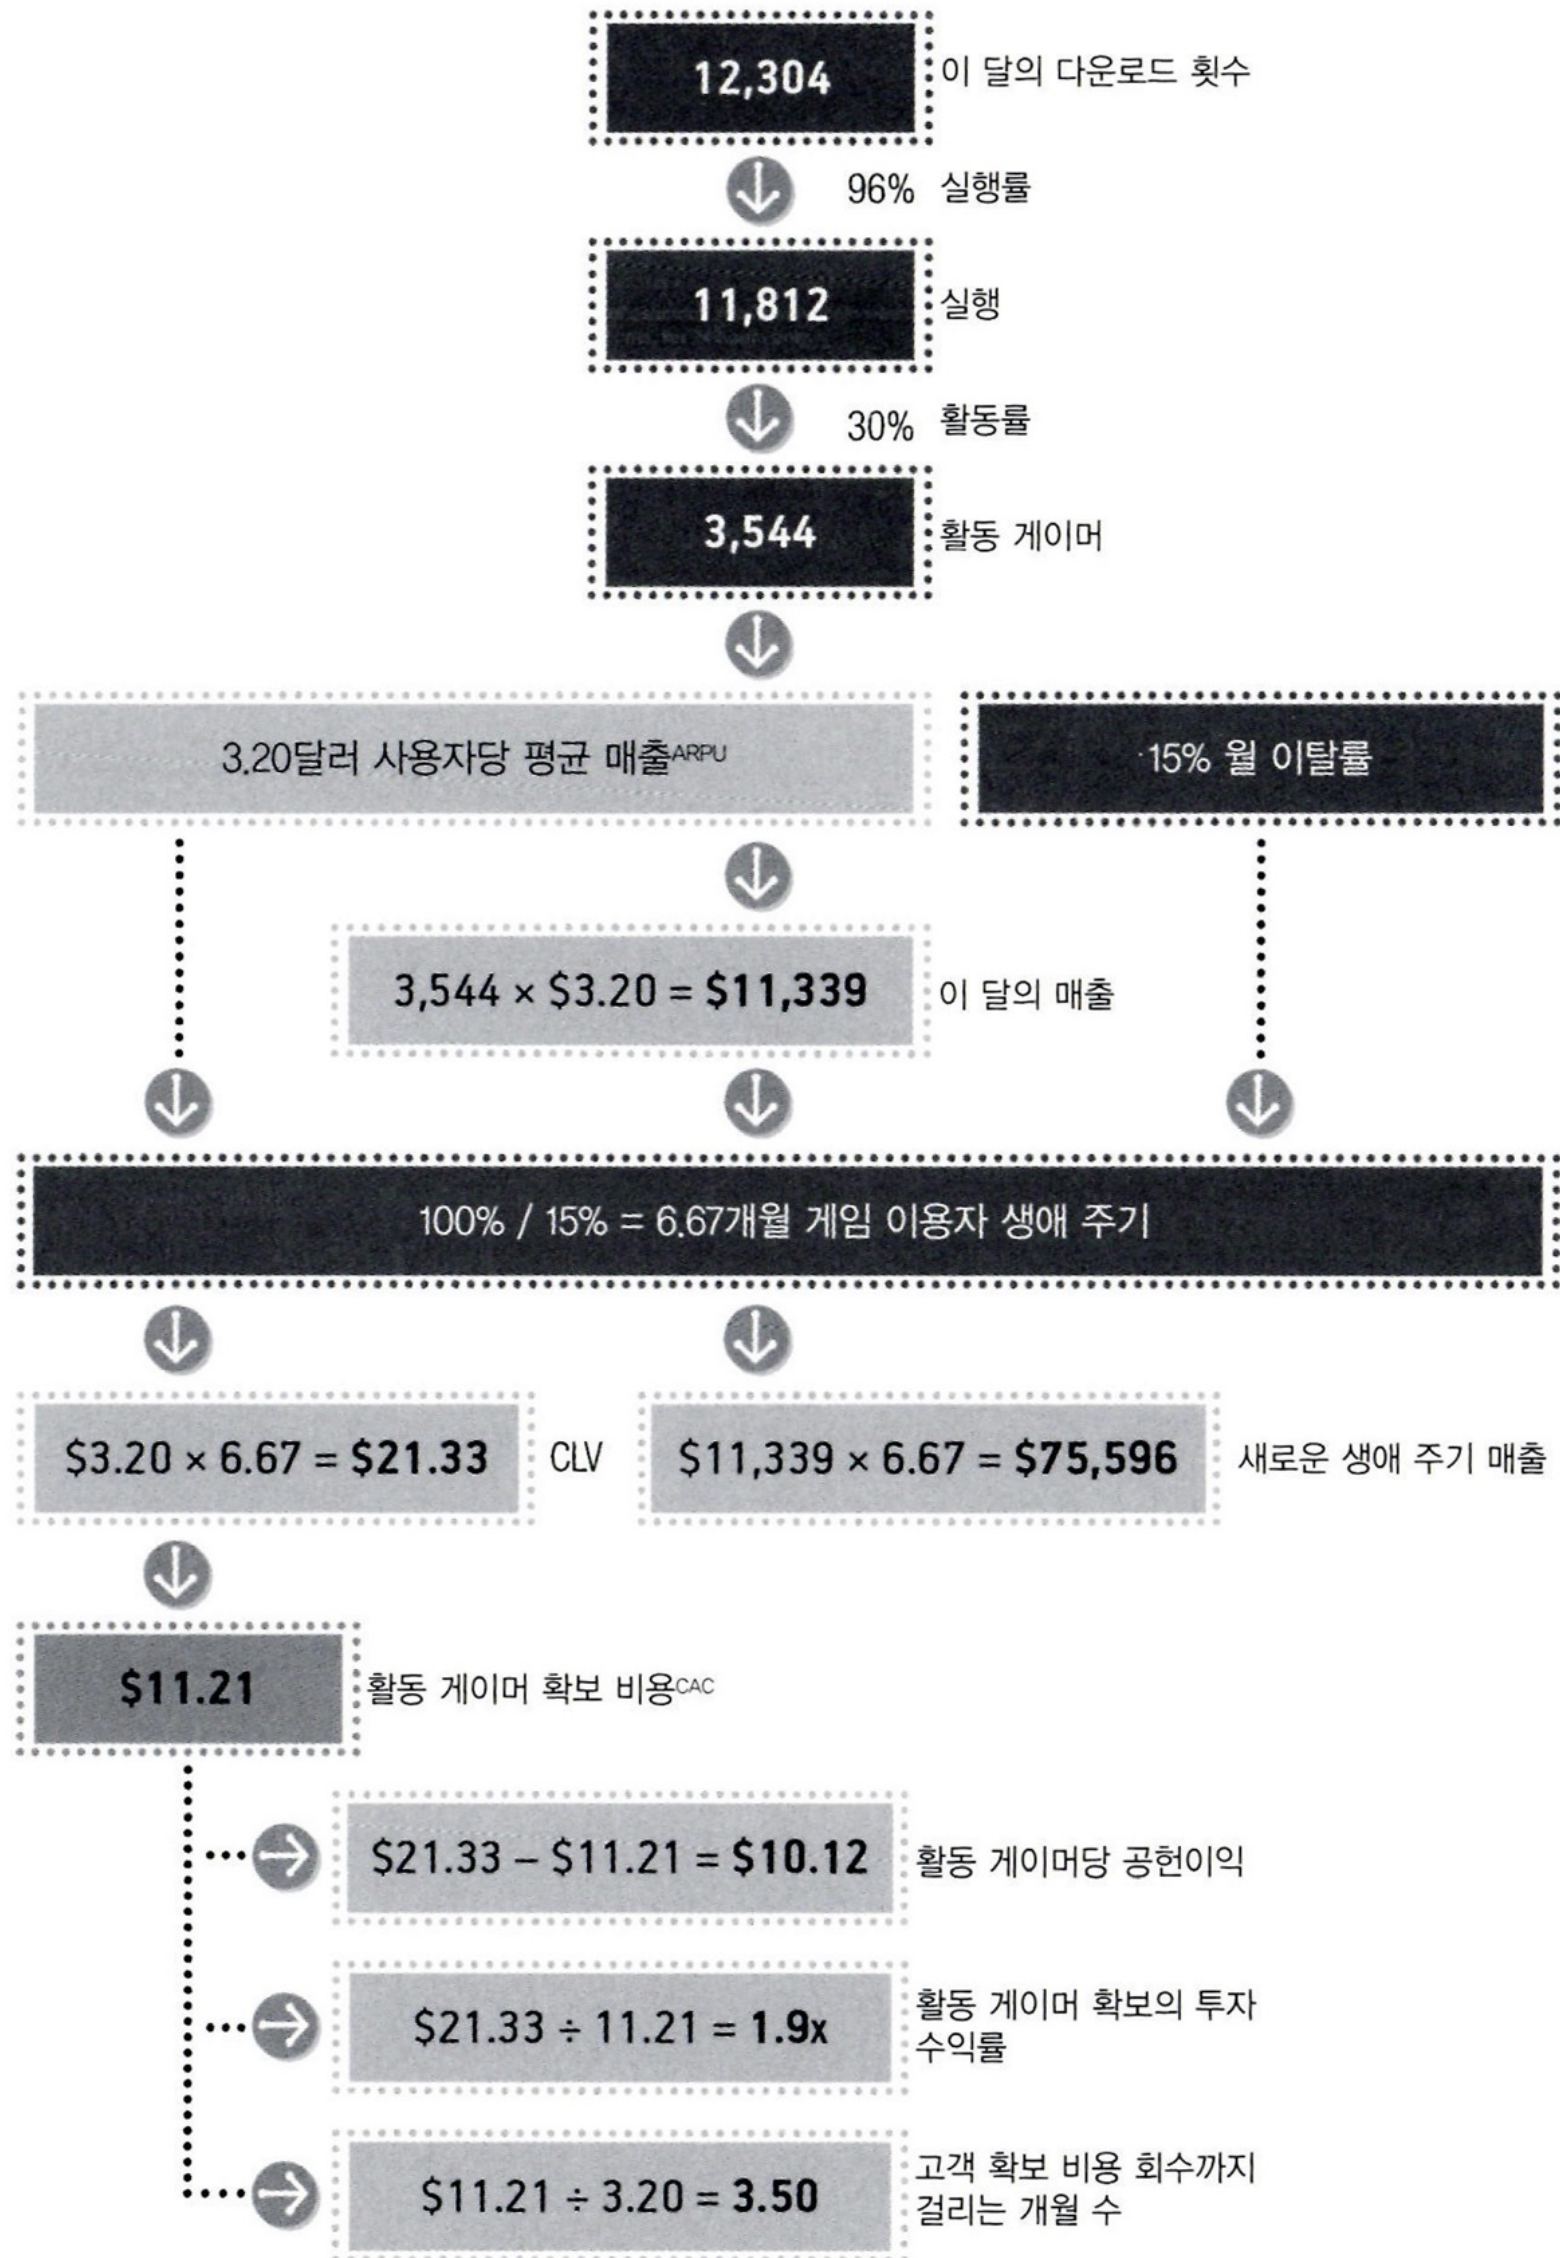 12,304 이 달의 다운로드 횟수
96% 실행률
11,812 실행
30% 활동률
3,544 활동 게이머
3.20달러 사용자당 평균 매출ARPU
15% 월 이탈률
3,544 × $3.20 = $11,339 이 달의 매출
100% / 15% = 6.67개월 게임 이용자 생애 주기
$3.20 × 6.67 = $21.33 CLV
$11,339 × 6.67 = $75,596 새로운 생애 주기 매출
$11.21 활동 게이머 확보 비용CAC
$21.33 – $11.21 = $10.12 활동 게이머당 공헌이익
$21.33 ÷ 11.21 = 1.9x
활동 게이머 확보의 투자
수익률
$11.21 ÷ 3.20 = 3.50
고객 확보 비용 회수까지
걸리는 개월 수